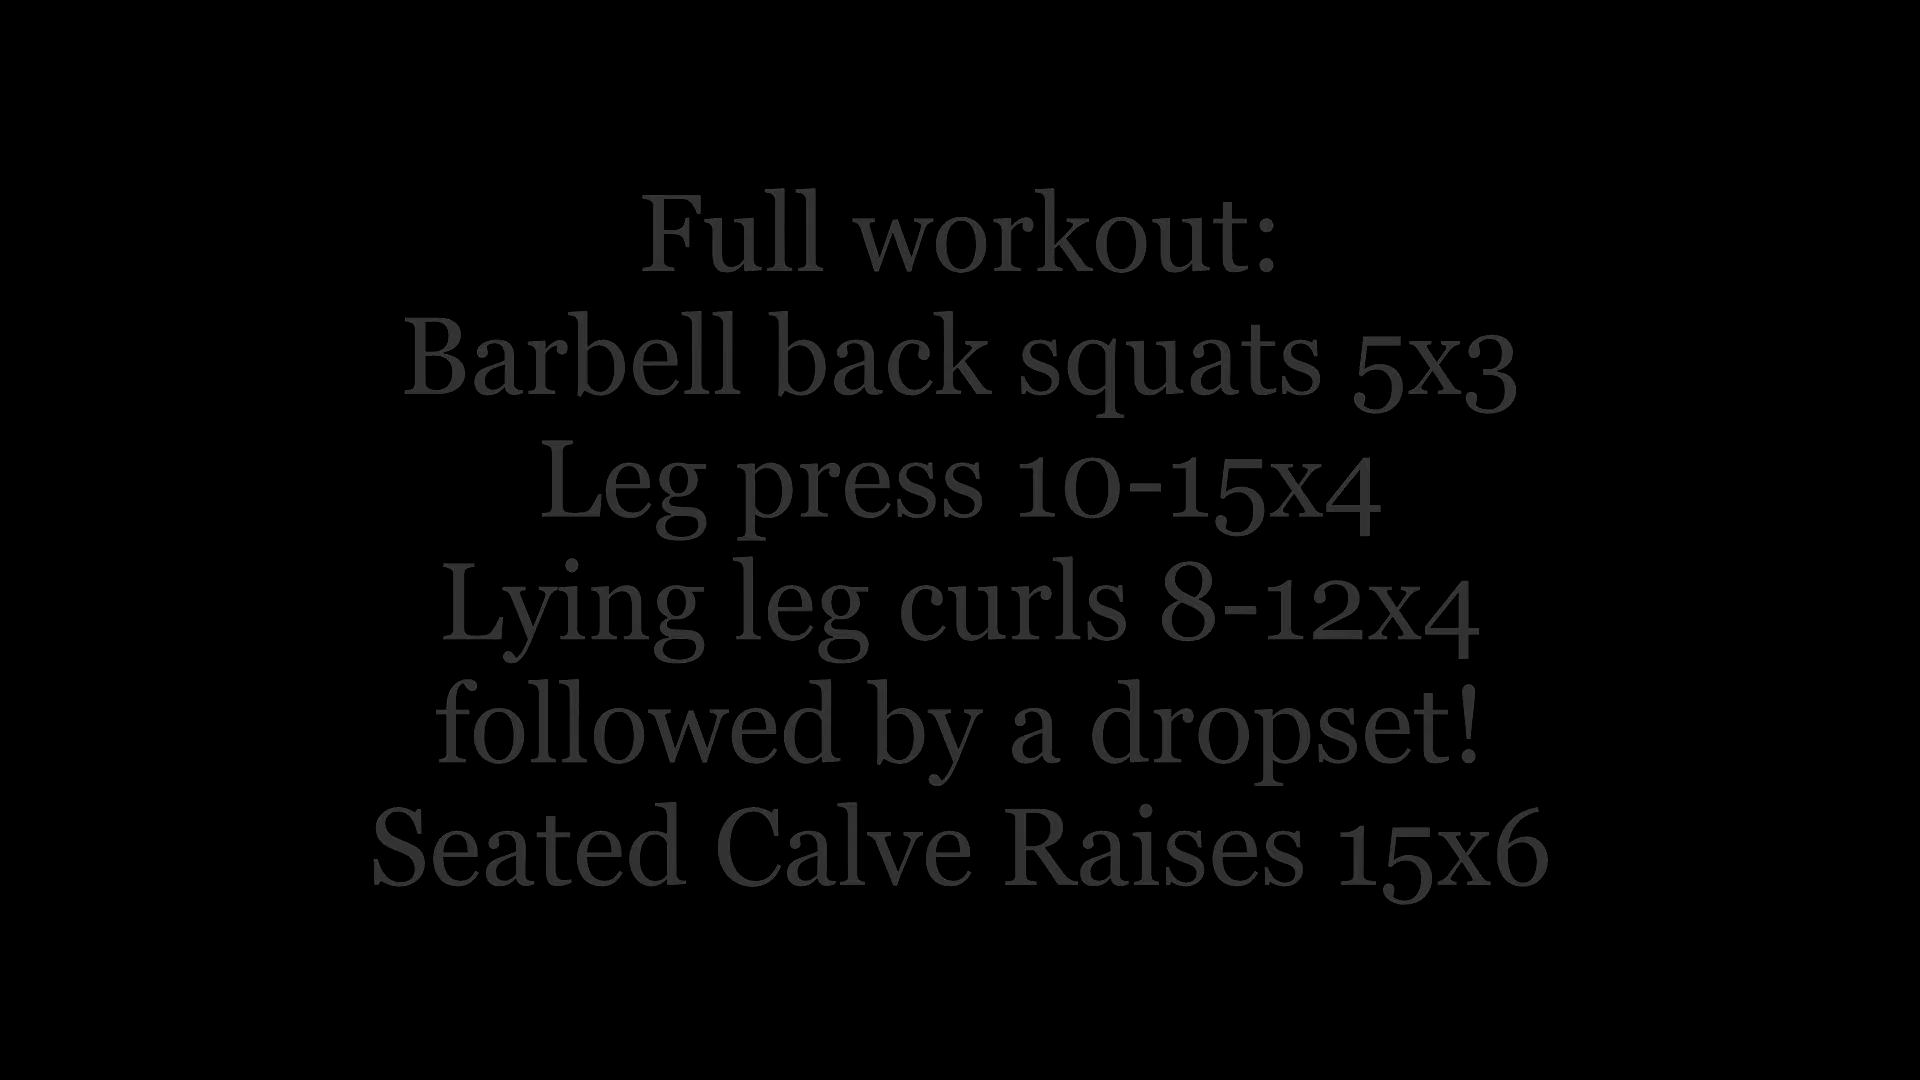 Full workout:
Barbell back squats 5x3
Leg press 10-15x4
Lying leg curls 8-12x4
followed by a dropset!
Seated Calve Raises 15x6